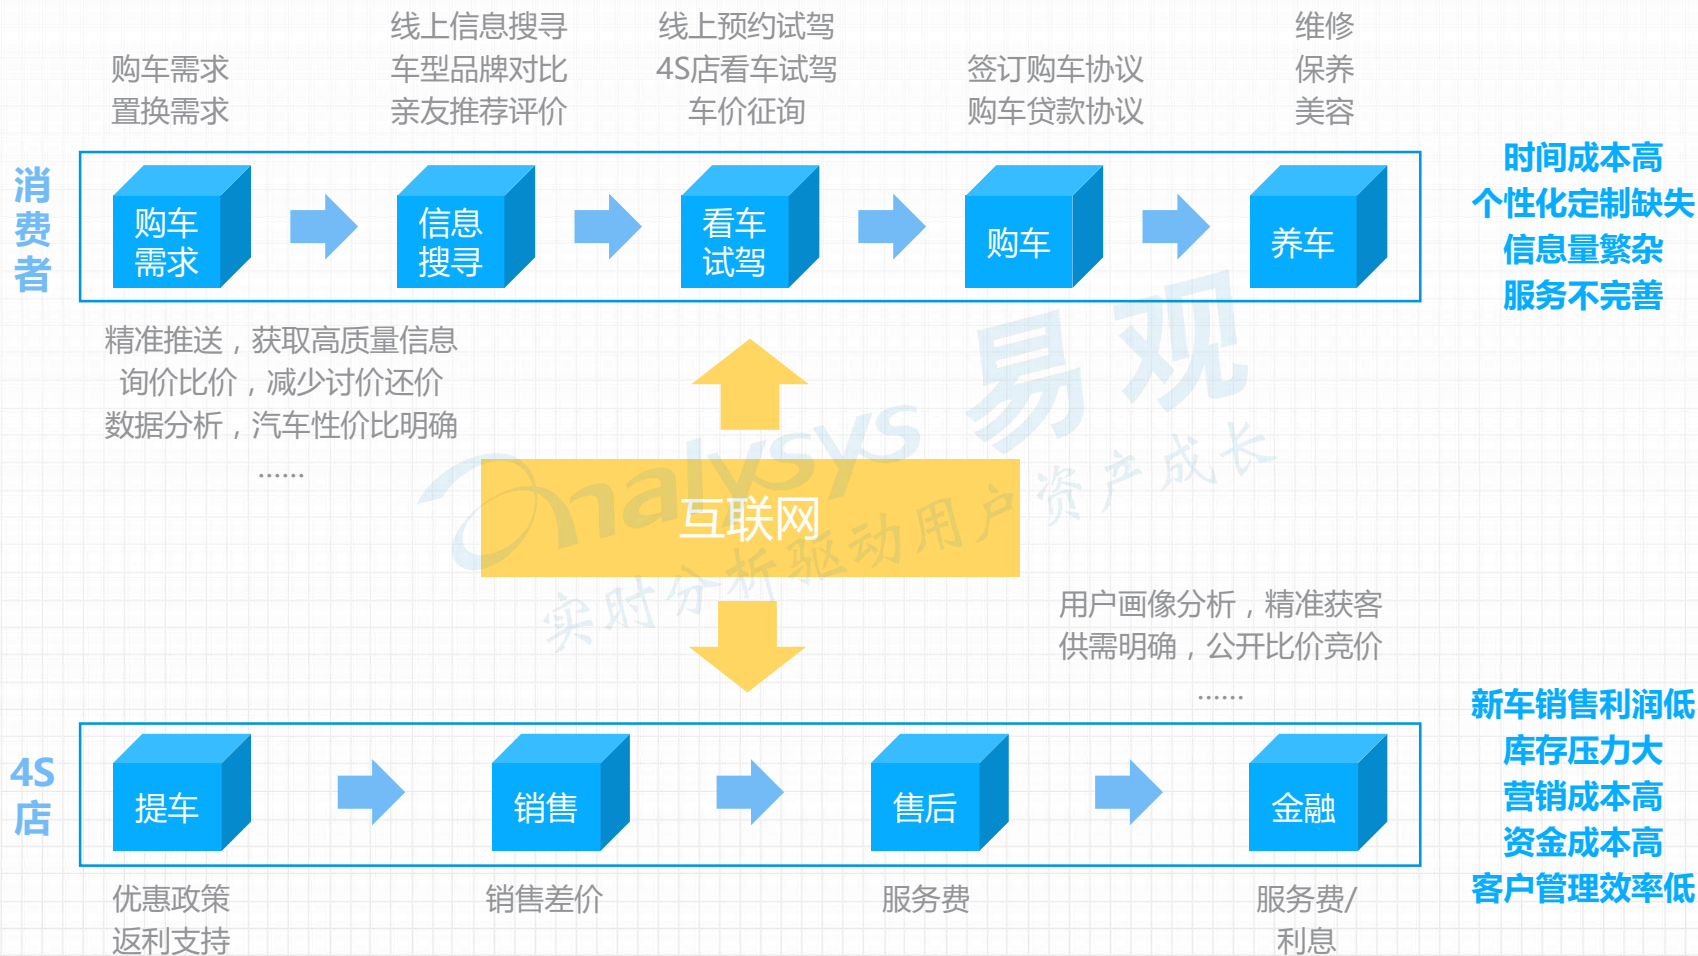 购车需求
置换需求
线上信息搜寻
车型品牌对比
亲友推荐评价
线上预约试驾
4S店看车试驾
车价征询
签订购车协议
购车贷款协议
维修
保养
美容
消费者
购车
需求
信息
搜寻
看车
试驾
购车
养车
时间成本高
个性化定制缺失
信息量繁杂
服务不完善
精准推送，获取高质量信息
询价比价，减少讨价还价
数据分析，汽车性价比明确
……
互联网
analysys 易观
实时分析驱动用户资产成长
用户画像分析，精准获客
供需明确，公开比价竞价
……
4S
店
提车
销售
售后
金融
新车销售利润低
库存压力大
营销成本高
资金成本高
客户管理效率低
优惠政策
返利支持
销售差价
服务费
服务费/
利息